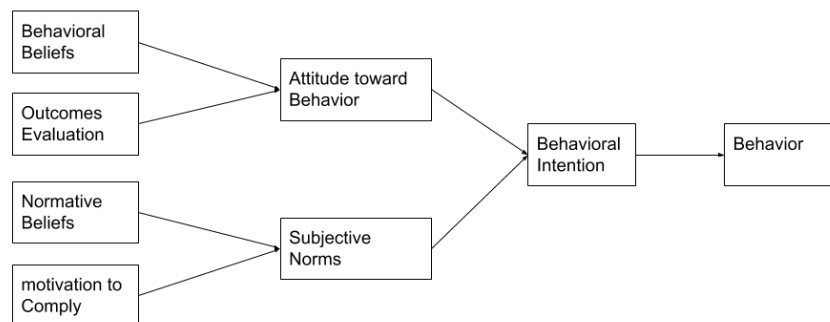 Behavioral
Beliefs
Outcomes
Evaluation
Normative
Beliefs
motivation to
Comply
Attitude toward
Behavior
Subjective
Norms
Behavioral
Intention
Behavior